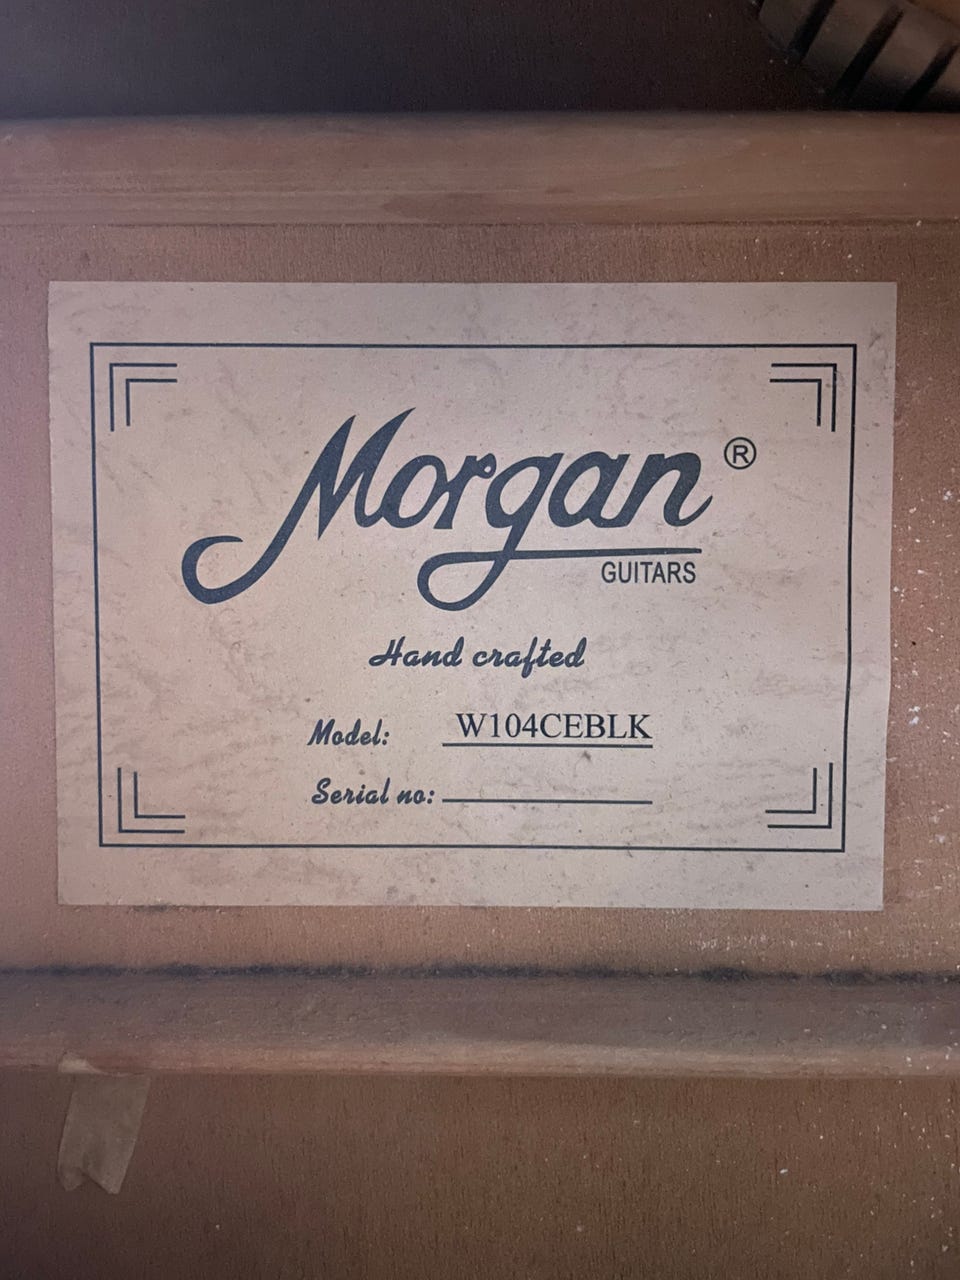 Morgan ®
GUITARS
Hand crafted
Model: W104CEBLK
Serial no: